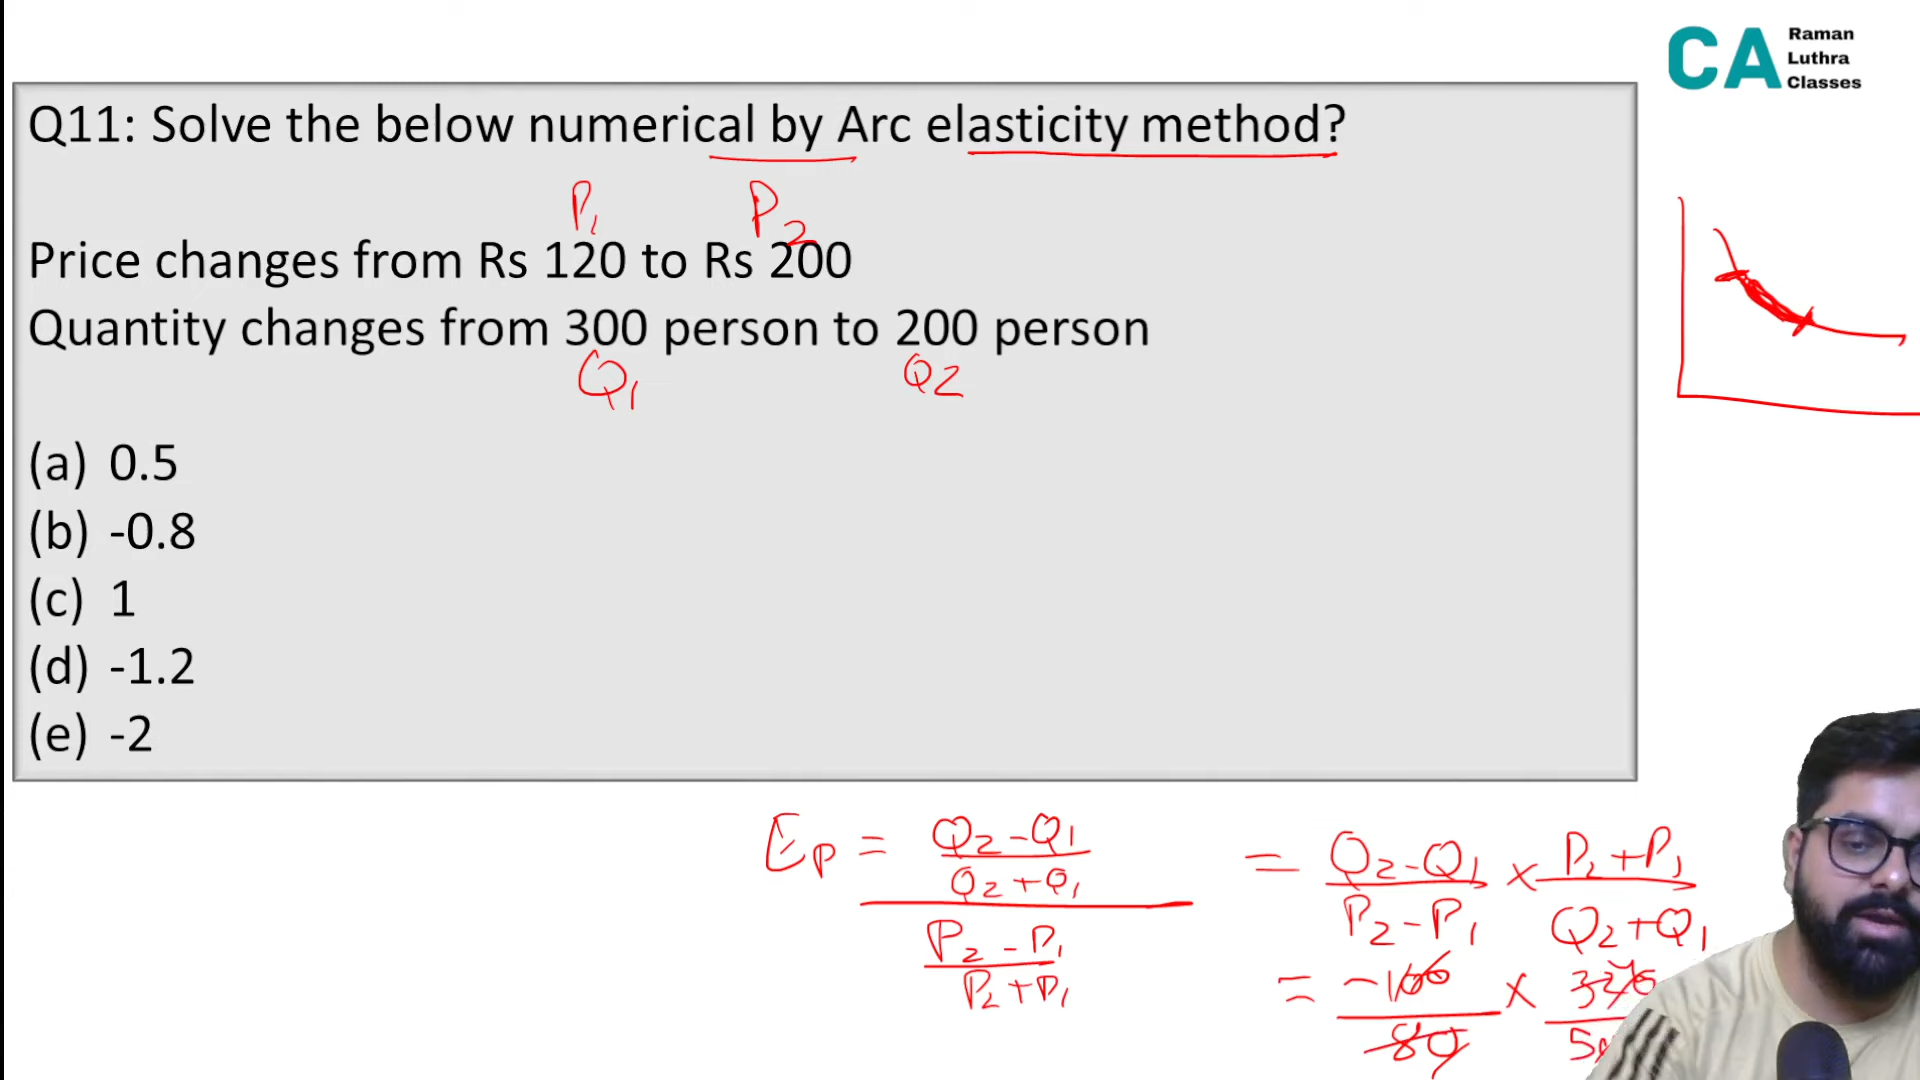 CA Raman
Luthra
Classes
Q11: Solve the below numerical by Arc elasticity method?
P₁ P₂
Price changes from Rs 120 to Rs 200
Quantity changes from 300 person to 200 person
Q₁ Q2
(a) 0.5
(b) -0.8
(c) 1
(d) -1.2
(e) -2
Ep = Q2-Q1 = Q2-Q1 × P2+P1
Q2+Q1 P2-P1 Q2+Q1
P2-P1 = -100 × 320
P2+P1 80